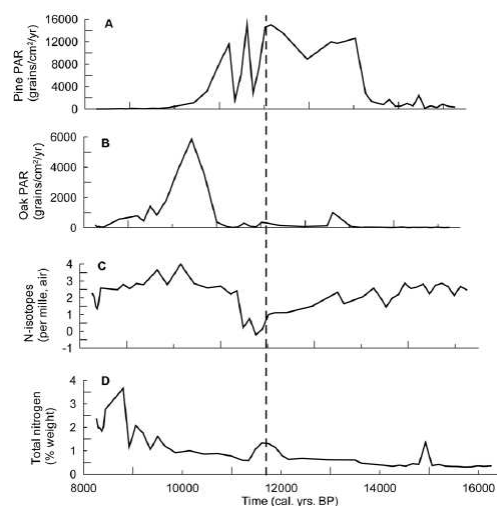 A
Pine PAR
(grains/cm²/yr)
16000
12000
8000
4000
0
B
Oak PAR
(grains/cm²/yr)
6000
4000
2000
0
C
N-isotopes
(per mille, air)
4
3
2
1
0
-1
D
Total nitrogen
(% weight)
4
3
2
1
0
8000 10000 12000 14000 16000
Time (cal. yrs. BP)